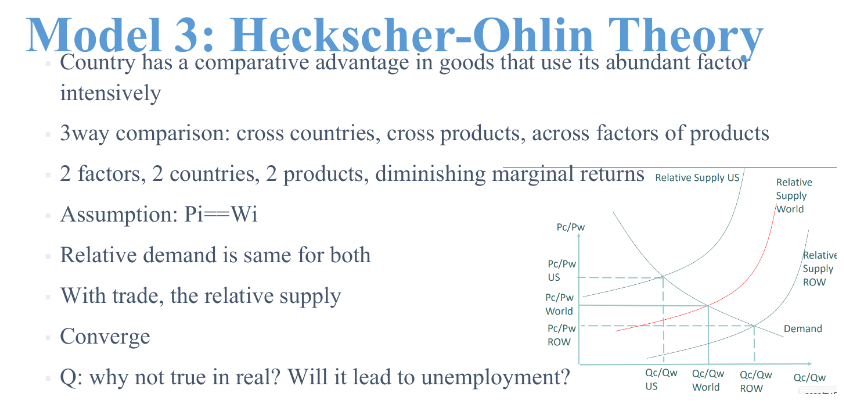 Model 3: Heckscher-Ohlin Theory
Country has a comparative advantage in goods that use its abundant factor
intensively
3way comparison: cross countries, cross products, across factors of products
2 factors, 2 countries, 2 products, diminishing marginal returns
Assumption: Pi==Wi
Relative demand is same for both
With trade, the relative supply
Converge
Q: why not true in real? Will it lead to unemployment?
Relative Supply US
Relative
Supply
World
Pc/Pw
Relative
Supply
ROW
Pc/Pw
US
Pc/Pw
World
Pc/Pw
ROW
Demand
Qc/Qw
US
Qc/Qw
World
Qc/Qw
ROW
Qc/Qw